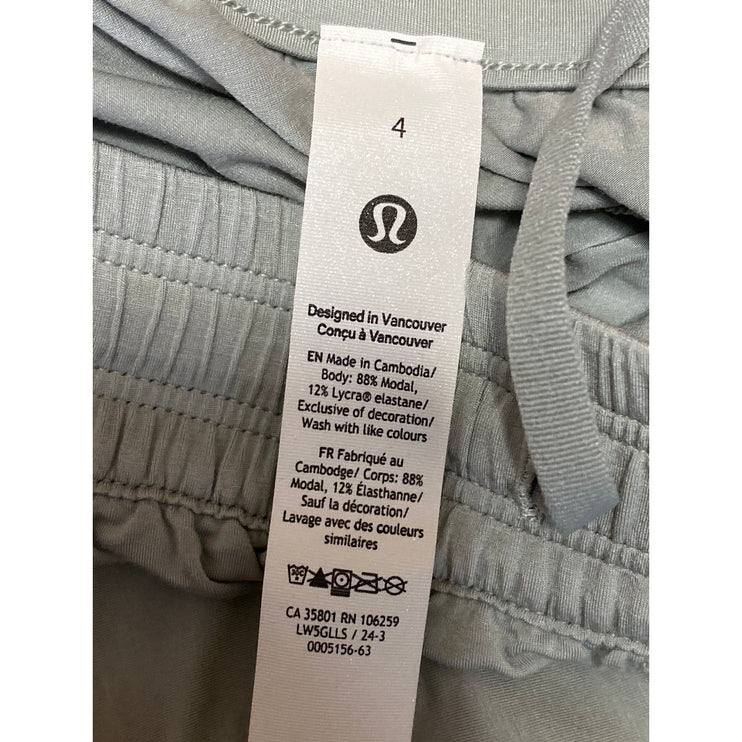 4
Designed in Vancouver
Conçu à Vancouver
EN Made in Cambodia/
Body: 88% Modal,
12% Lycra® elastane/
Exclusive of decoration/
Wash with like colours
FR Fabriqué au
Cambodge/ Corps: 88%
Modal, 12% Élasthanne/
Sauf la décoration/
Lavage avec des couleurs
similaires
CA 35801 RN 106259
LW5GLLS / 24-3
0005156-63